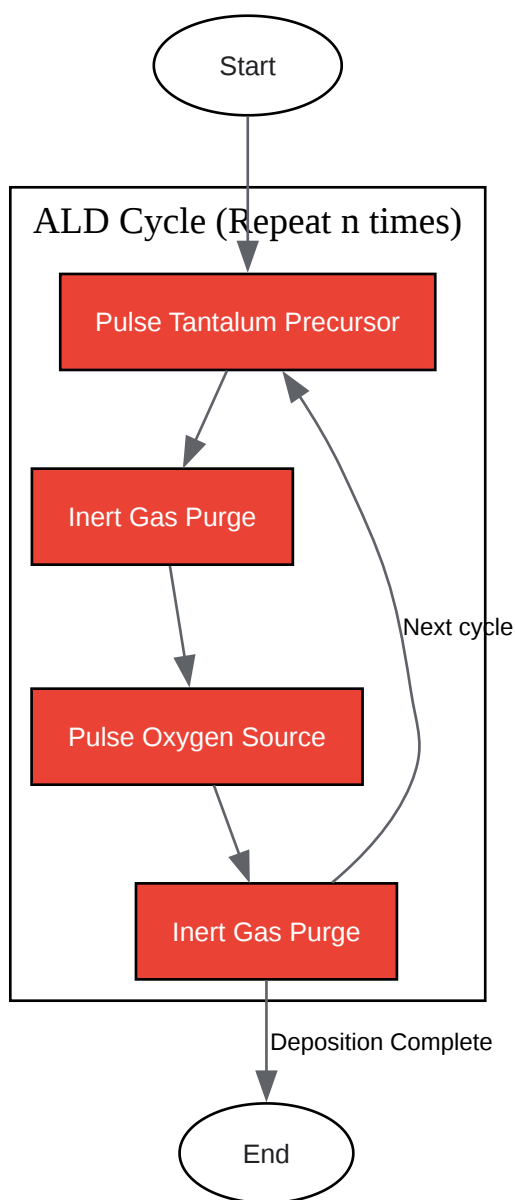 Start
ALD Cycle (Repeat n times)
Pulse Tantalum Precursor
Inert Gas Purge
Next cycle
Pulse Oxygen Source
Inert Gas Purge
Deposition Complete
End